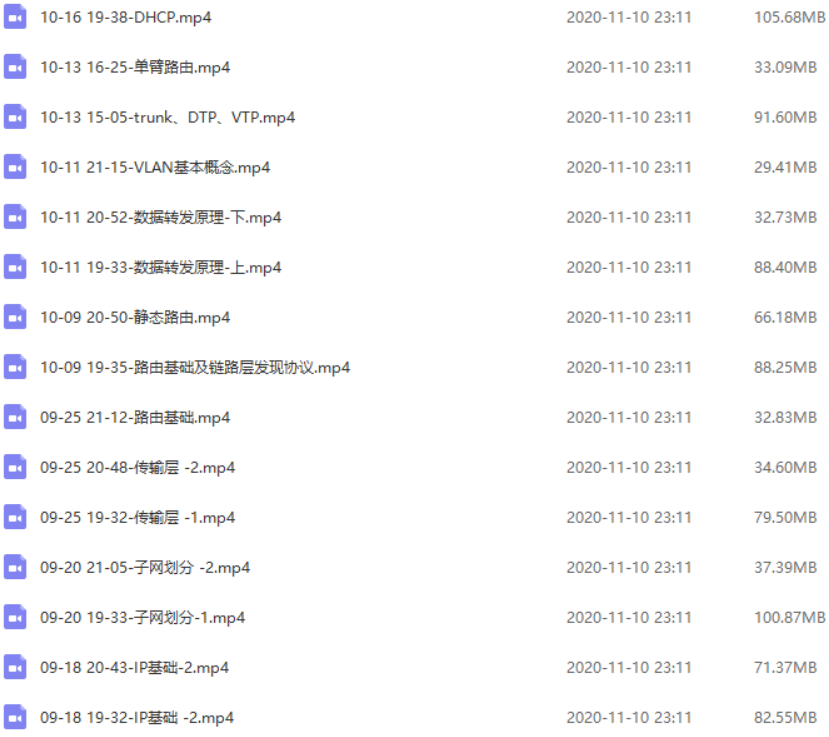 10-16 19-38-DHCP.mp4 2020-11-10 23:11 105.68MB
10-13 16-25-单臂路由.mp4 2020-11-10 23:11 33.09MB
10-13 15-05-trunk、DTP、VTP.mp4 2020-11-10 23:11 91.60MB
10-11 21-15-VLAN基本概念.mp4 2020-11-10 23:11 29.41MB
10-11 20-52-数据转发原理-下.mp4 2020-11-10 23:11 32.73MB
10-11 19-33-数据转发原理-上.mp4 2020-11-10 23:11 88.40MB
10-09 20-50-静态路由.mp4 2020-11-10 23:11 66.18MB
10-09 19-35-路由基础及链路层发现协议.mp4 2020-11-10 23:11 88.25MB
09-25 21-12-路由基础.mp4 2020-11-10 23:11 32.83MB
09-25 20-48-传输层 -2.mp4 2020-11-10 23:11 34.60MB
09-25 19-32-传输层 -1.mp4 2020-11-10 23:11 79.50MB
09-20 21-05-子网划分 -2.mp4 2020-11-10 23:11 37.39MB
09-20 19-33-子网划分-1.mp4 2020-11-10 23:11 100.87MB
09-18 20-43-IP基础-2.mp4 2020-11-10 23:11 71.37MB
09-18 19-32-IP基础 -2.mp4 2020-11-10 23:11 82.55MB